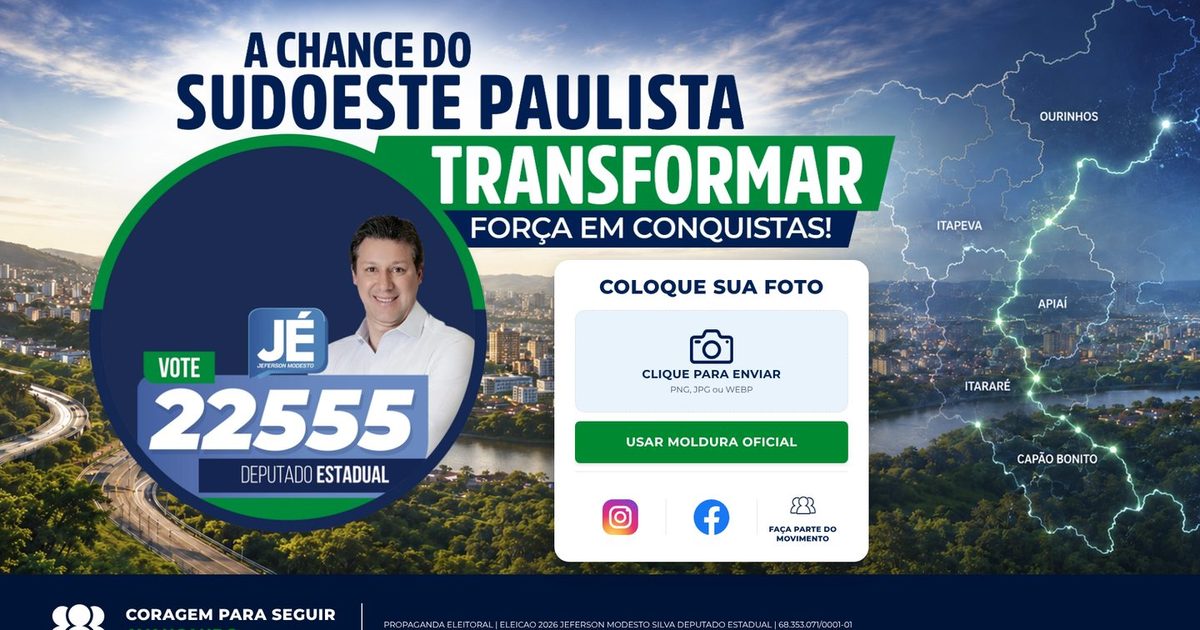 A CHANCE DO
SUDOESTE PAULISTA
TRANSFORMAR
FORÇA EM CONQUISTAS!
JÉ
JEFERSON MODESTO
VOTE
22555
DEPUTADO ESTADUAL
COLOQUE SUA FOTO
CLIQUE PARA ENVIAR
PNG, JPG ou WEBP
USAR MOLDURA OFICIAL
FAÇA PARTE DO
MOVIMENTO
OURINHOS
ITAPEVA
APIAÍ
ITARARÉ
CAPÃO BONITO
CORAGEM PARA SEGUIR
PROPAGANDA ELEITORAL | ELEICAO 2026 JEFERSON MODESTO SILVA DEPUTADO ESTADUAL | 68.353.071/0001-01